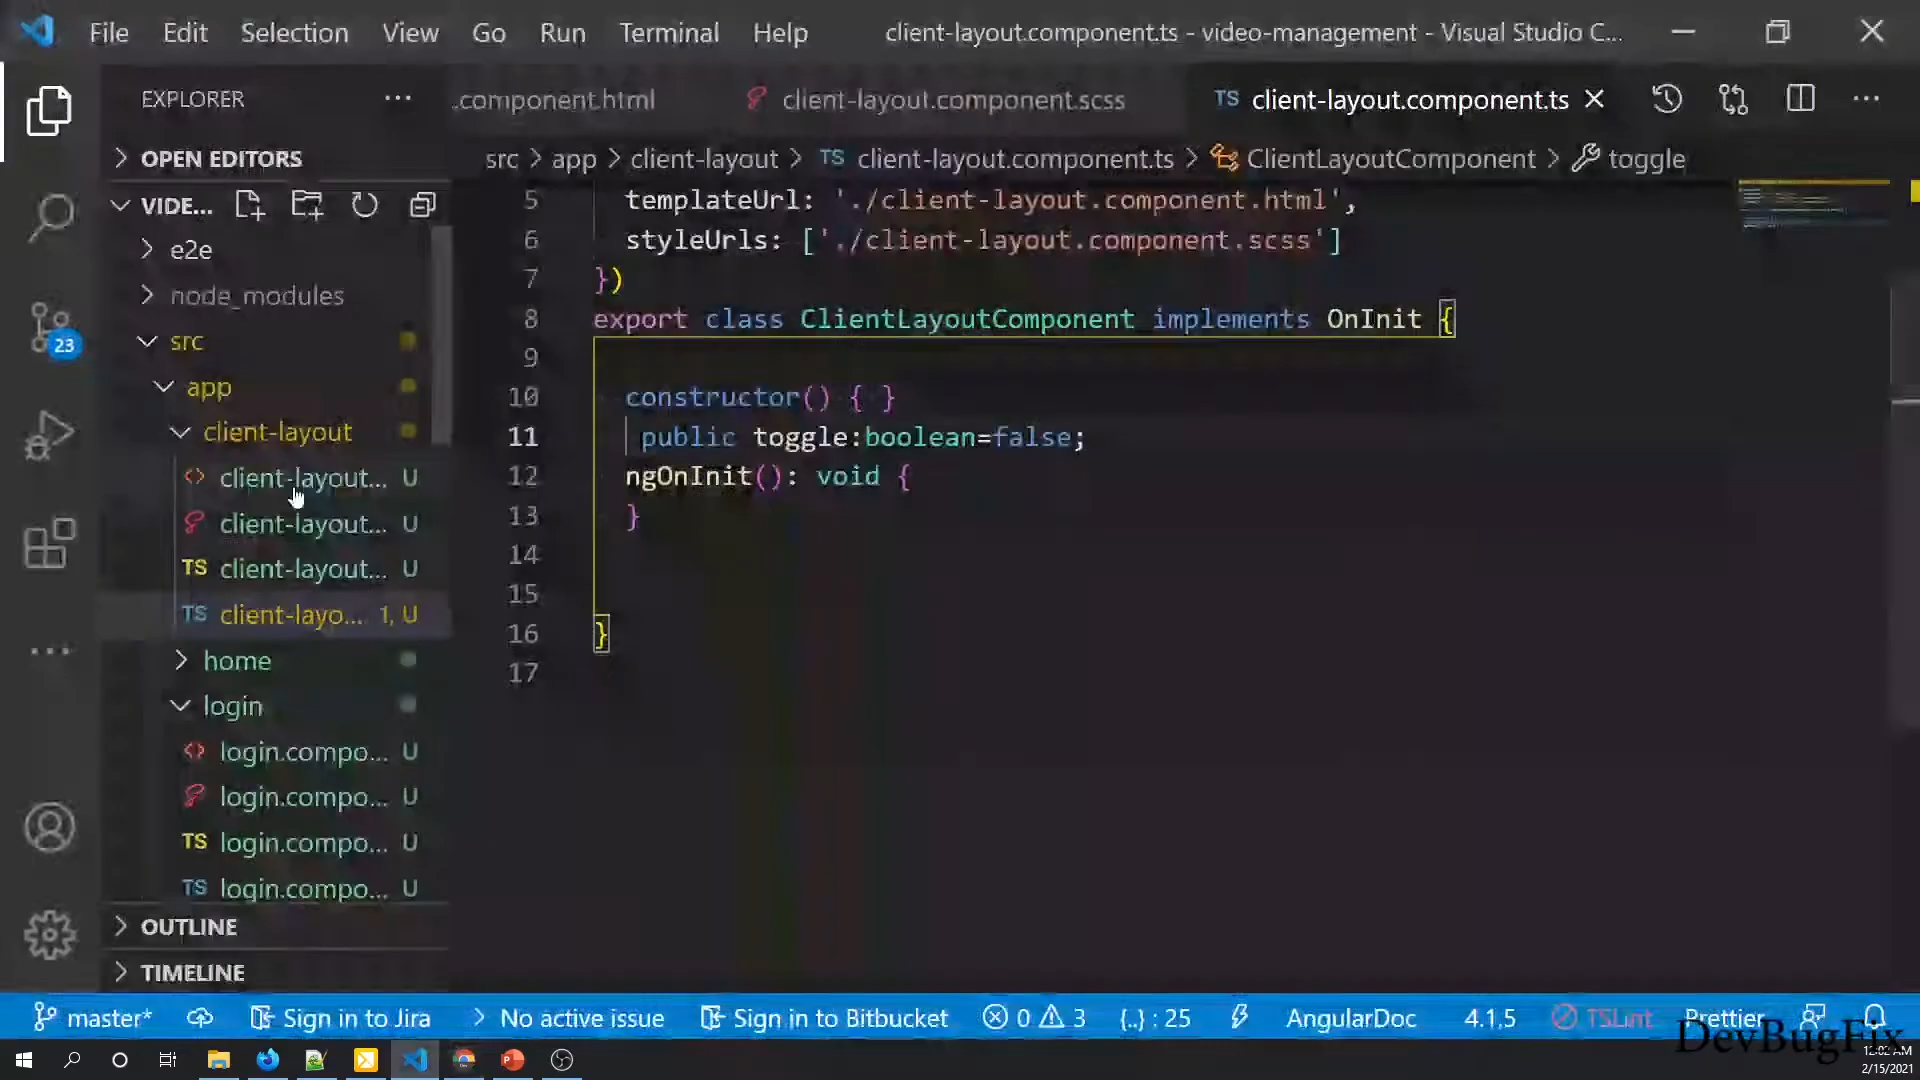 File Edit Selection View Go Run Terminal Help client-layout.component.ts - video-management - Visual Studio C...
EXPLORER ... .component.html client-layout.component.scss TS client-layout.component.ts
OPEN EDITORS
src > app > client-layout > TS client-layout.component.ts > ClientLayoutComponent > toggle
VIDE...
e2e
node_modules
src
app
client-layout
client-layout... U
client-layout... U
TS client-layout... U
TS client-layo... 1, U
home
login
login.compo... U
login.compo... U
TS login.compo... U
TS login.compo... U
OUTLINE
TIMELINE
23
5 templateUrl: './client-layout.component.html',
6 styleUrls: ['./client-layout.component.scss']
7 })
8 export class ClientLayoutComponent implements OnInit {
9
10 constructor() { }
11 public toggle:boolean=false;
12 ngOnInit(): void {
13 }
14
15
16 }
17
master* Sign in to Jira No active issue Sign in to Bitbucket 0 3 {..} : 25 AngularDoc 4.1.5 TSLint Prettier
DevBugFix
12:02 AM
2/15/2021